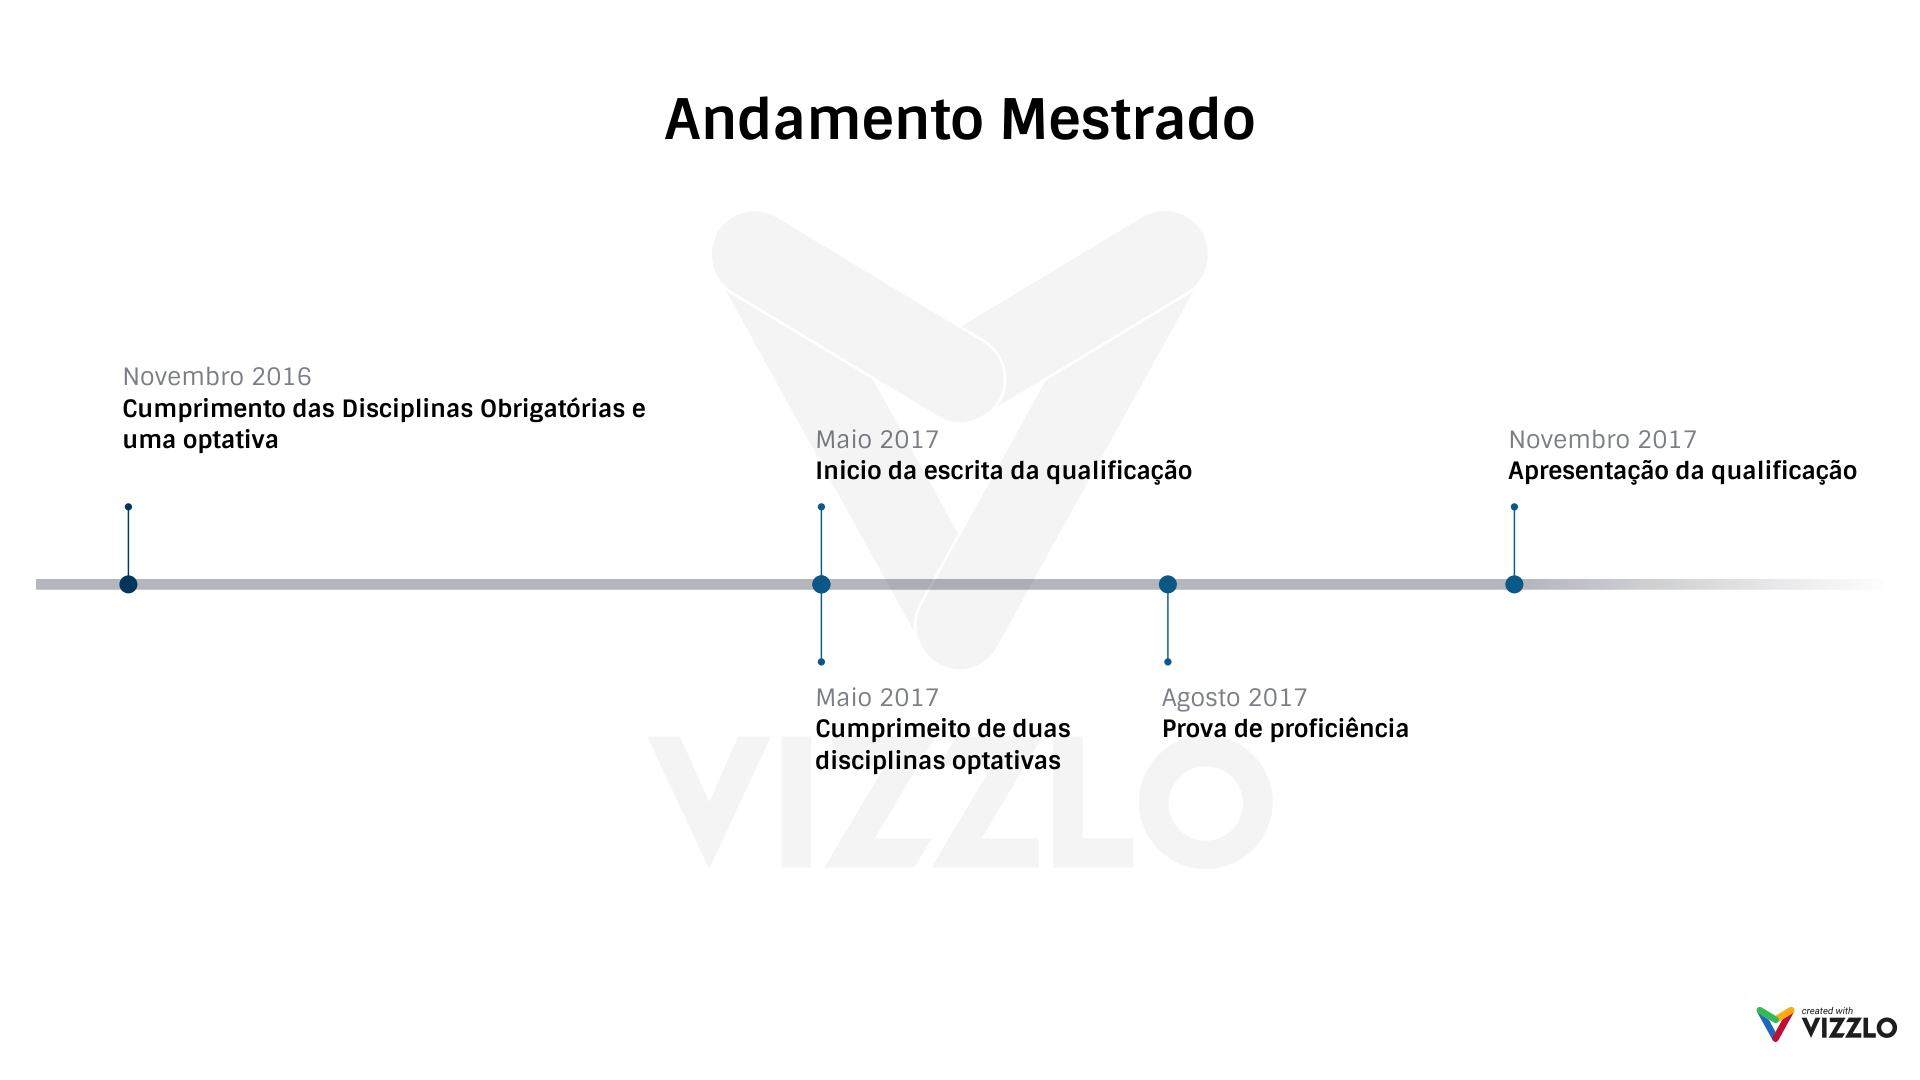 Andamento Mestrado
Novembro 2016
Cumprimento das Disciplinas Obrigatórias e
uma optativa
Maio 2017
Inicio da escrita da qualificação
Novembro 2017
Apresentação da qualificação
Maio 2017
Cumprimeito de duas
disciplinas optativas
Agosto 2017
Prova de proficiência
VIZZLO
created with
VIZZLO